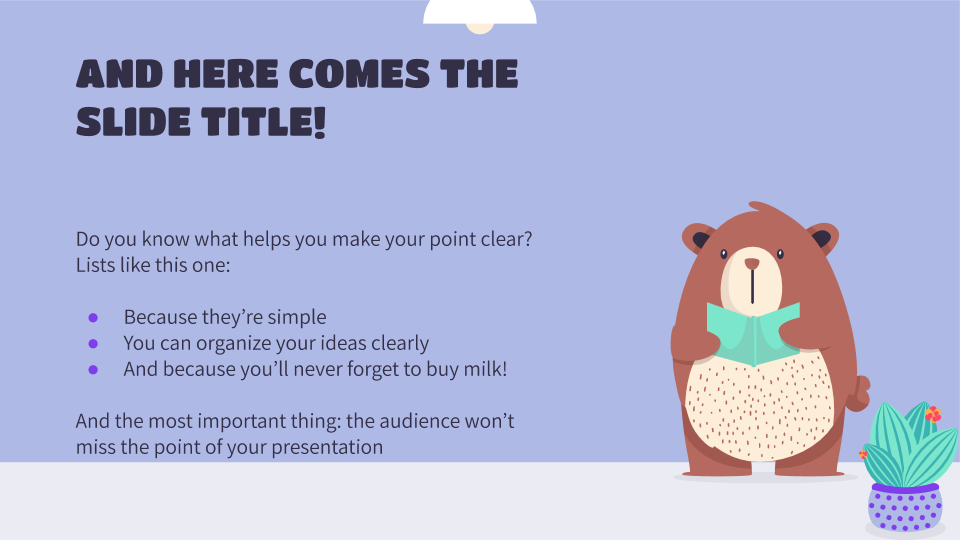 AND HERE COMES THE
SLIDE TITLE!
Do you know what helps you make your point clear?
Lists like this one:
● Because they’re simple
● You can organize your ideas clearly
● And because you’ll never forget to buy milk!
And the most important thing: the audience won’t
miss the point of your presentation